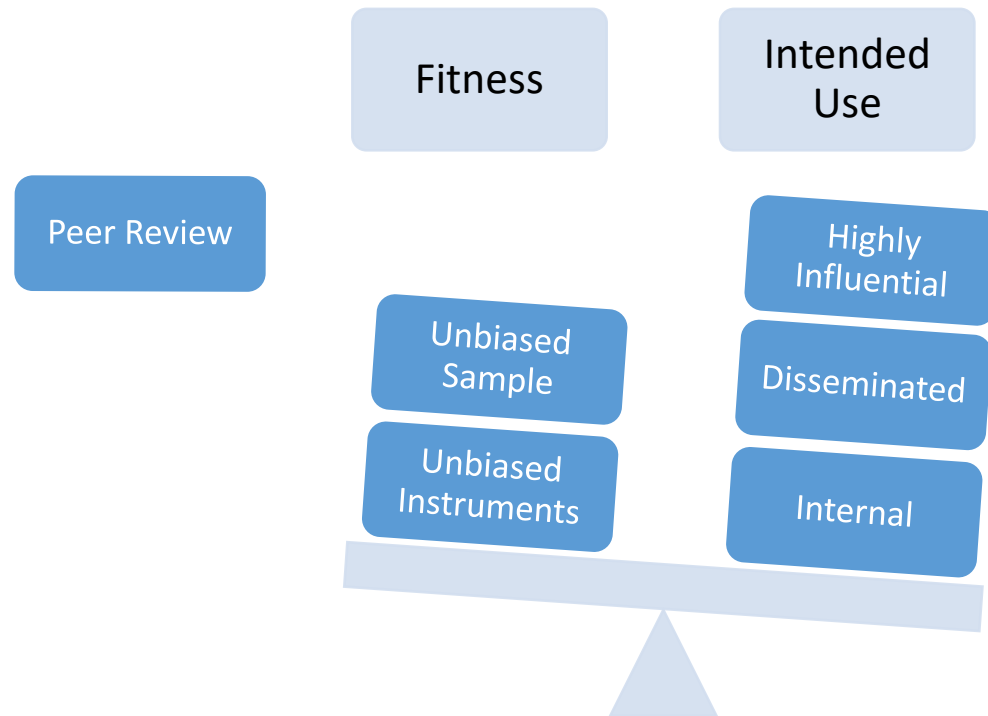 Fitness
Intended
Use
Peer Review
Highly
Influential
Unbiased
Sample
Disseminated
Unbiased
Instruments
Internal